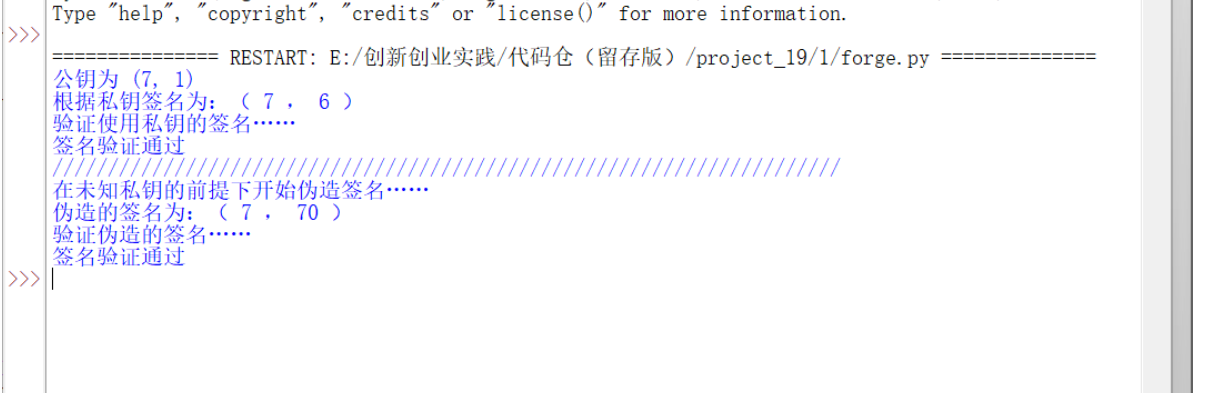 Type "help", "copyright", "credits" or "license()" for more information.
>>>
=============== RESTART: E:/创新创业实践/代码仓（留存版）/project_19/1/forge.py ==============
公钥为 (7, 1)
根据私钥签名为：（ 7 ， 6 ）
验证使用私钥的签名……
签名验证通过
///////////////////////////////////////////////////////////////////////
在未知私钥的前提下开始伪造签名……
伪造的签名为：（ 7 ， 70 ）
验证伪造的签名……
签名验证通过
>>>